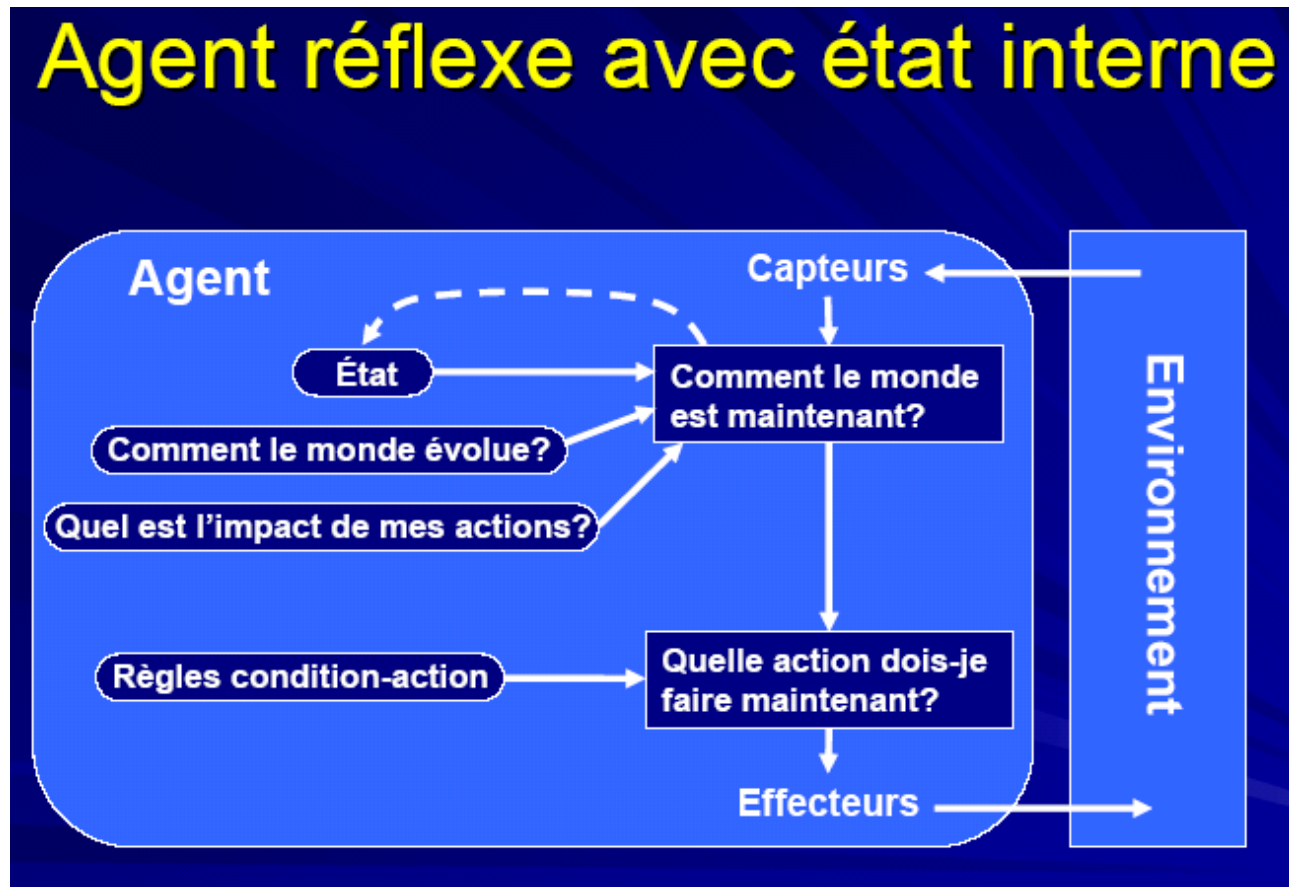 Agent réflexe avec état interne
Agent
Capteurs
État
Comment le monde
est maintenant?
Comment le monde évolue?
Quel est l'impact de mes actions?
Règles condition-action
Quelle action dois-je
faire maintenant?
Effecteurs
Environnement